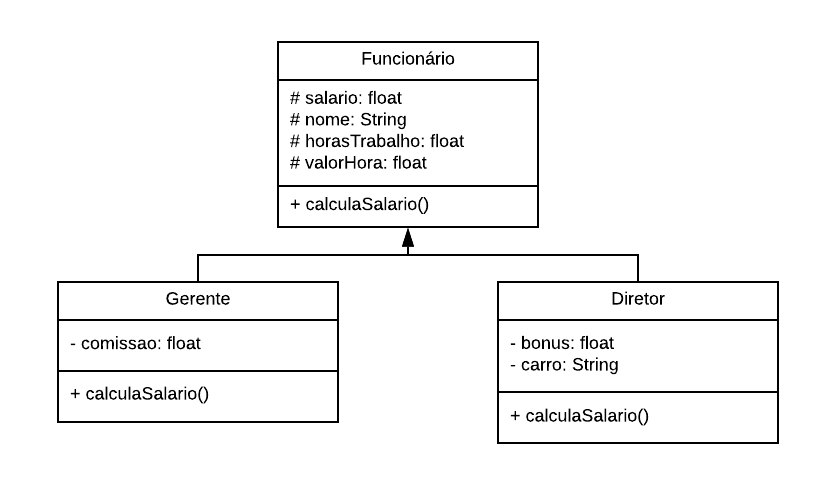 Funcionário
# salario: float
# nome: String
# horasTrabalho: float
# valorHora: float
+ calculaSalario()
Gerente
- comissao: float
+ calculaSalario()
Diretor
- bonus: float
- carro: String
+ calculaSalario()